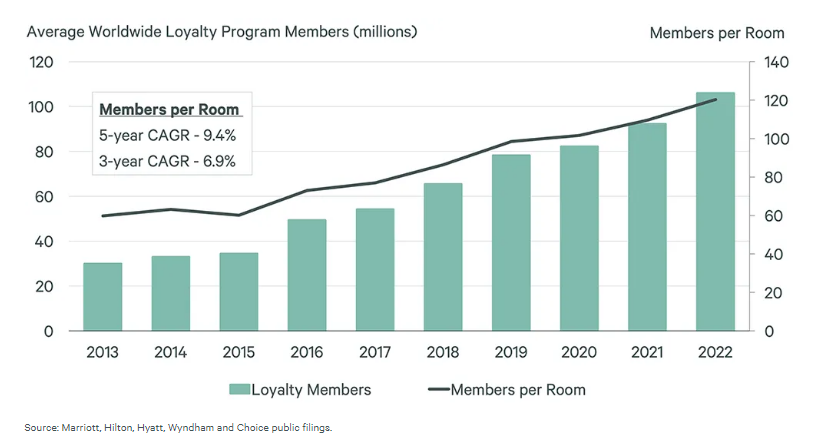 Average Worldwide Loyalty Program Members (millions)
Members per Room
120
100
80
60
40
20
0
140
120
100
80
60
40
20
0
Members per Room
5-year CAGR - 9.4%
3-year CAGR - 6.9%
2013 2014 2015 2016 2017 2018 2019 2020 2021 2022
Loyalty Members Members per Room
Source: Marriott, Hilton, Hyatt, Wyndham and Choice public filings.